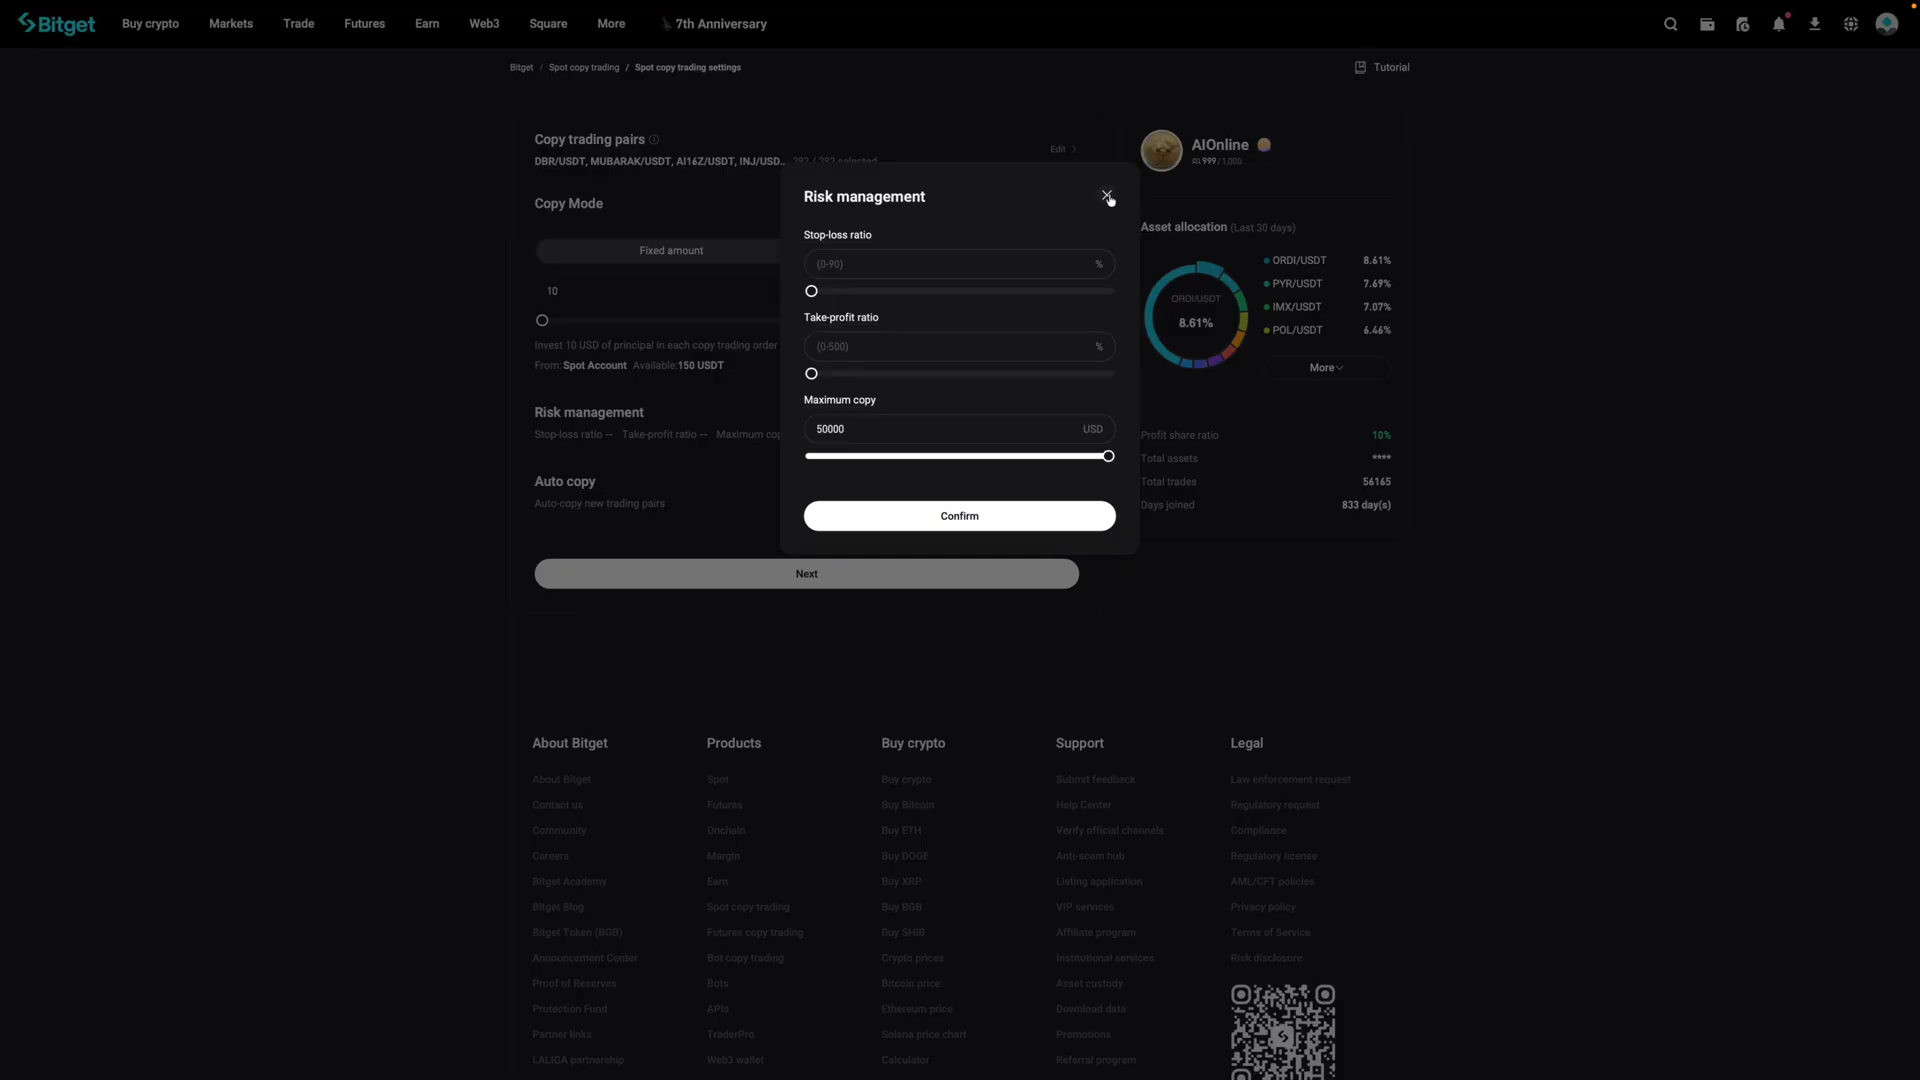 Bitget
Buy crypto
Markets
Trade
Futures
Earn
Web3
Square
More
7th Anniversary
Bitget / Spot copy trading / Spot copy trading settings
Tutorial
Copy trading pairs
DBR/USDT, MUBARAK/USDT, AI16Z/USDT, INJ/USD... 292 / 292 selected
Edit
Copy Mode
Fixed amount
10
Invest 10 USD of principal in each copy trading order
From: Spot Account Available:150 USDT
Risk management
Stop-loss ratio -- Take-profit ratio -- Maximum cop
Auto copy
Auto-copy new trading pairs
Next
Risk management
Stop-loss ratio
(0-90)
%
Take-profit ratio
(0-500)
%
Maximum copy
50000
USD
Confirm
AIOnline
999/1,000
Asset allocation (Last 30 days)
ORDI/USDT
8.61%
ORDI/USDT 8.61%
PYR/USDT 7.69%
IMX/USDT 7.07%
POL/USDT 6.46%
More
Profit share ratio 10%
Total assets ****
Total trades 56165
Days joined 833 day(s)
About Bitget
About Bitget
Contact us
Community
Careers
Bitget Academy
Bitget Blog
Bitget Token (BGB)
Announcement Center
Proof of Reserves
Protection Fund
Partner links
LALIGA partnership
Products
Spot
Futures
Onchain
Margin
Earn
Spot copy trading
Futures copy trading
Bot copy trading
Bots
APIs
TraderPro
Web3 wallet
Buy crypto
Buy crypto
Buy Bitcoin
Buy ETH
Buy DOGE
Buy XRP
Buy BGB
Buy SHIB
Crypto prices
Bitcoin price
Ethereum price
Solana price chart
Calculator
Support
Submit feedback
Help Center
Verify official channels
Anti-scam hub
Listing application
VIP services
Affiliate program
Institutional services
Asset custody
Download data
Promotions
Referral program
Legal
Law enforcement request
Regulatory request
Compliance
Regulatory license
AML/CFT policies
Privacy policy
Terms of Service
Risk disclosure